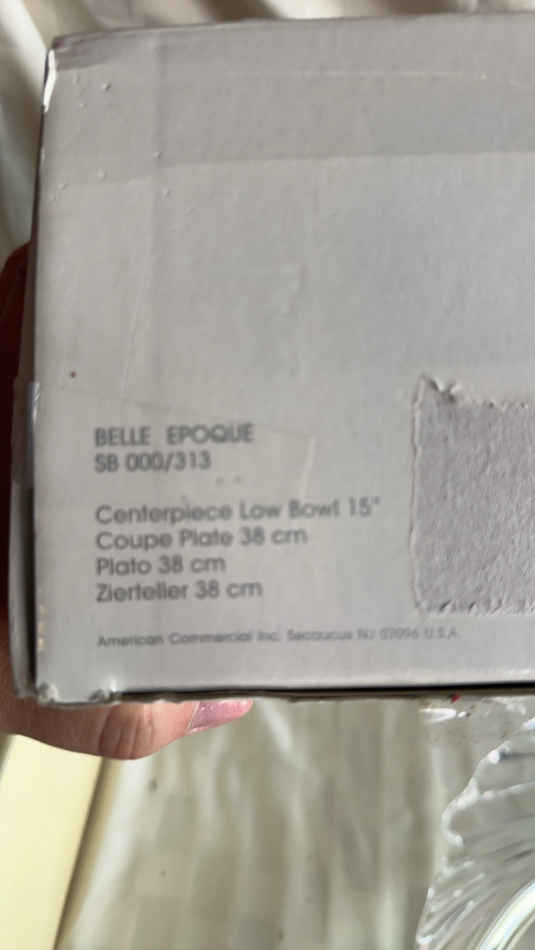 BELLE EPOQUE
SB 000/313
Centerpiece Low Bowl 15"
Coupe Plate 38 cm
Plato 38 cm
Zierteller 38 cm
American Commercial Inc. Secaucus NJ 07096 U.S.A.